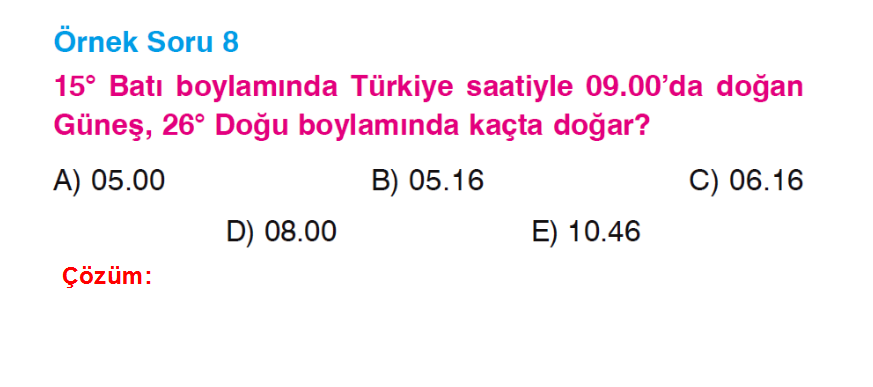 Örnek Soru 8
15° Batı boylamında Türkiye saatiyle 09.00’da doğan
Güneş, 26° Doğu boylamında kaçta doğar?
A) 05.00 B) 05.16 C) 06.16
D) 08.00 E) 10.46
Çözüm: